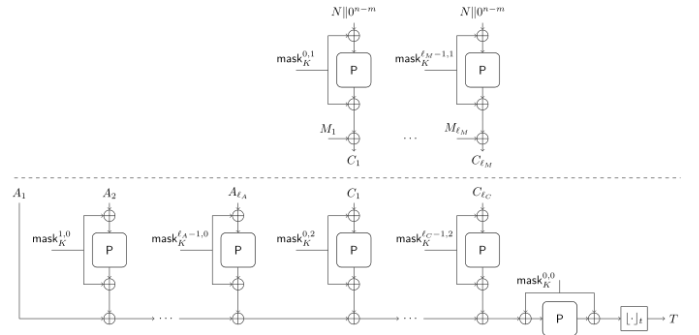 N||0^{n-m} N||0^{n-m}
mask_K^{0,1} P mask_K^{ℓ_M-1,1} P
M_1 ··· M_{ℓ_M}
C_1 C_{ℓ_M}
A_1 A_2 A_{ℓ_A} C_1 C_{ℓ_C}
mask_K^{1,0} P mask_K^{ℓ_A-1,0} P mask_K^{0,2} P mask_K^{ℓ_C-1,2} P
mask_K^{0,0}
··· ··· P ⌊·⌋_t T